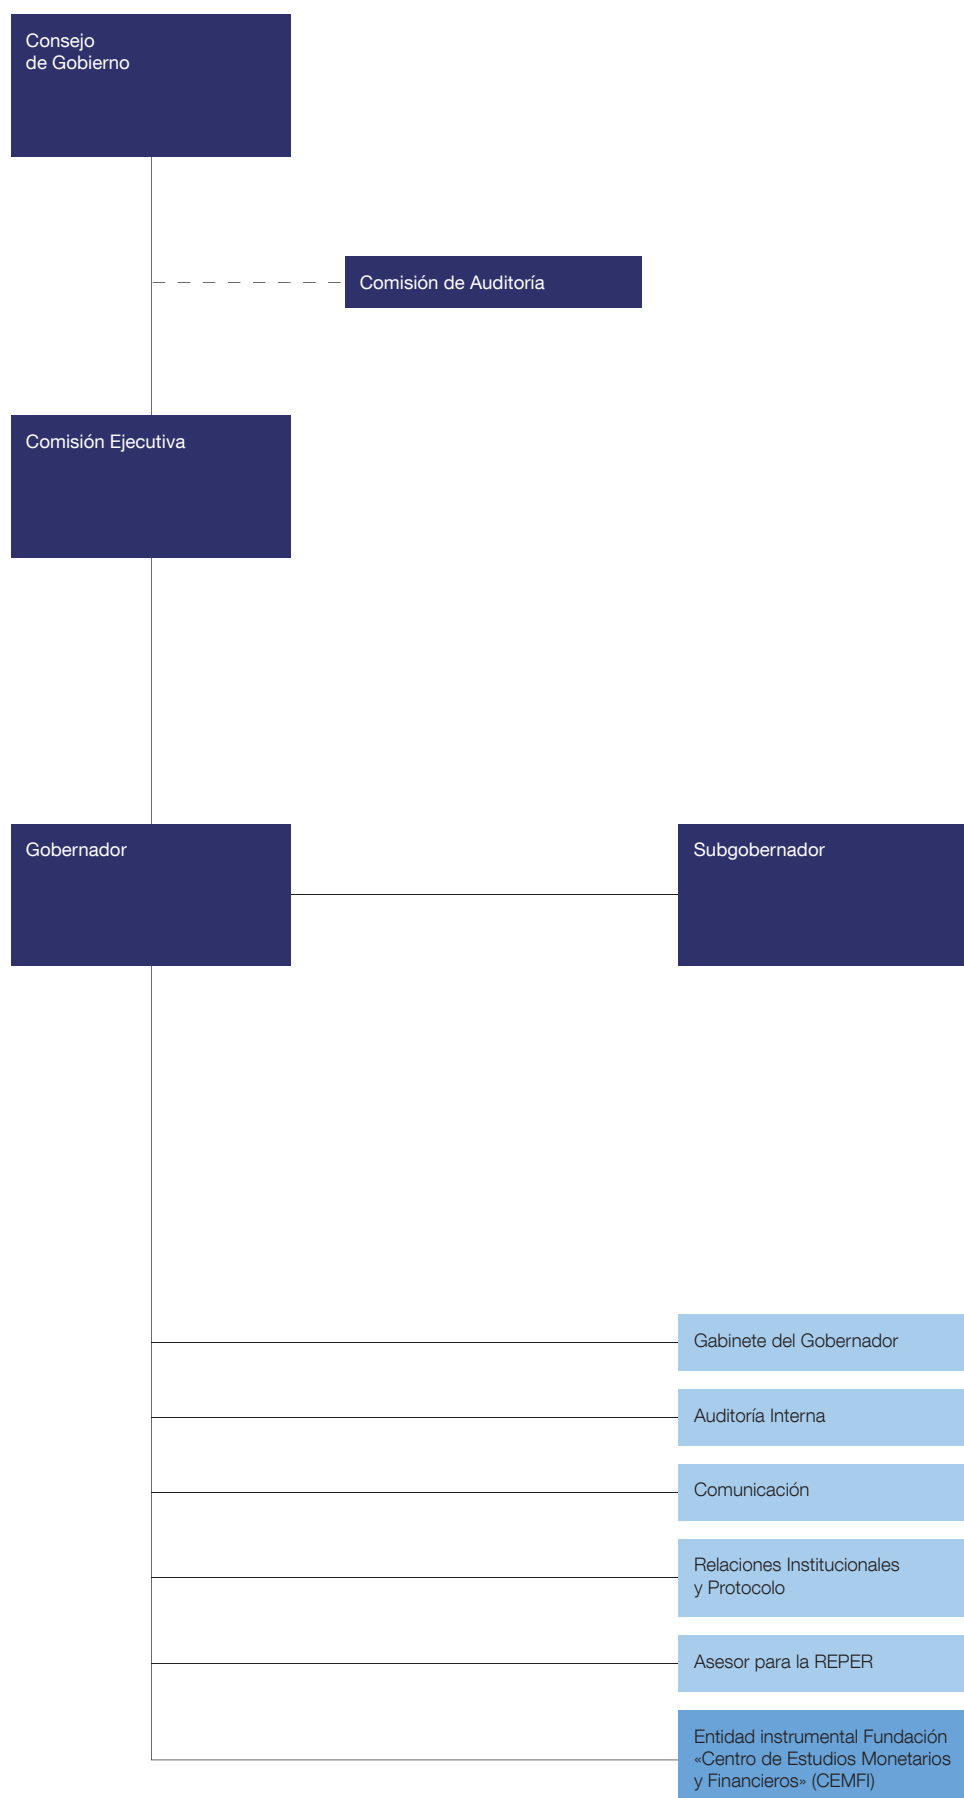 Consejo
de Gobierno
Comisión de Auditoría
Comisión Ejecutiva
Gobernador
Subgobernador
Gabinete del Gobernador
Auditoría Interna
Comunicación
Relaciones Institucionales
y Protocolo
Asesor para la REPER
Entidad instrumental Fundación
«Centro de Estudios Monetarios
y Financieros» (CEMFI)